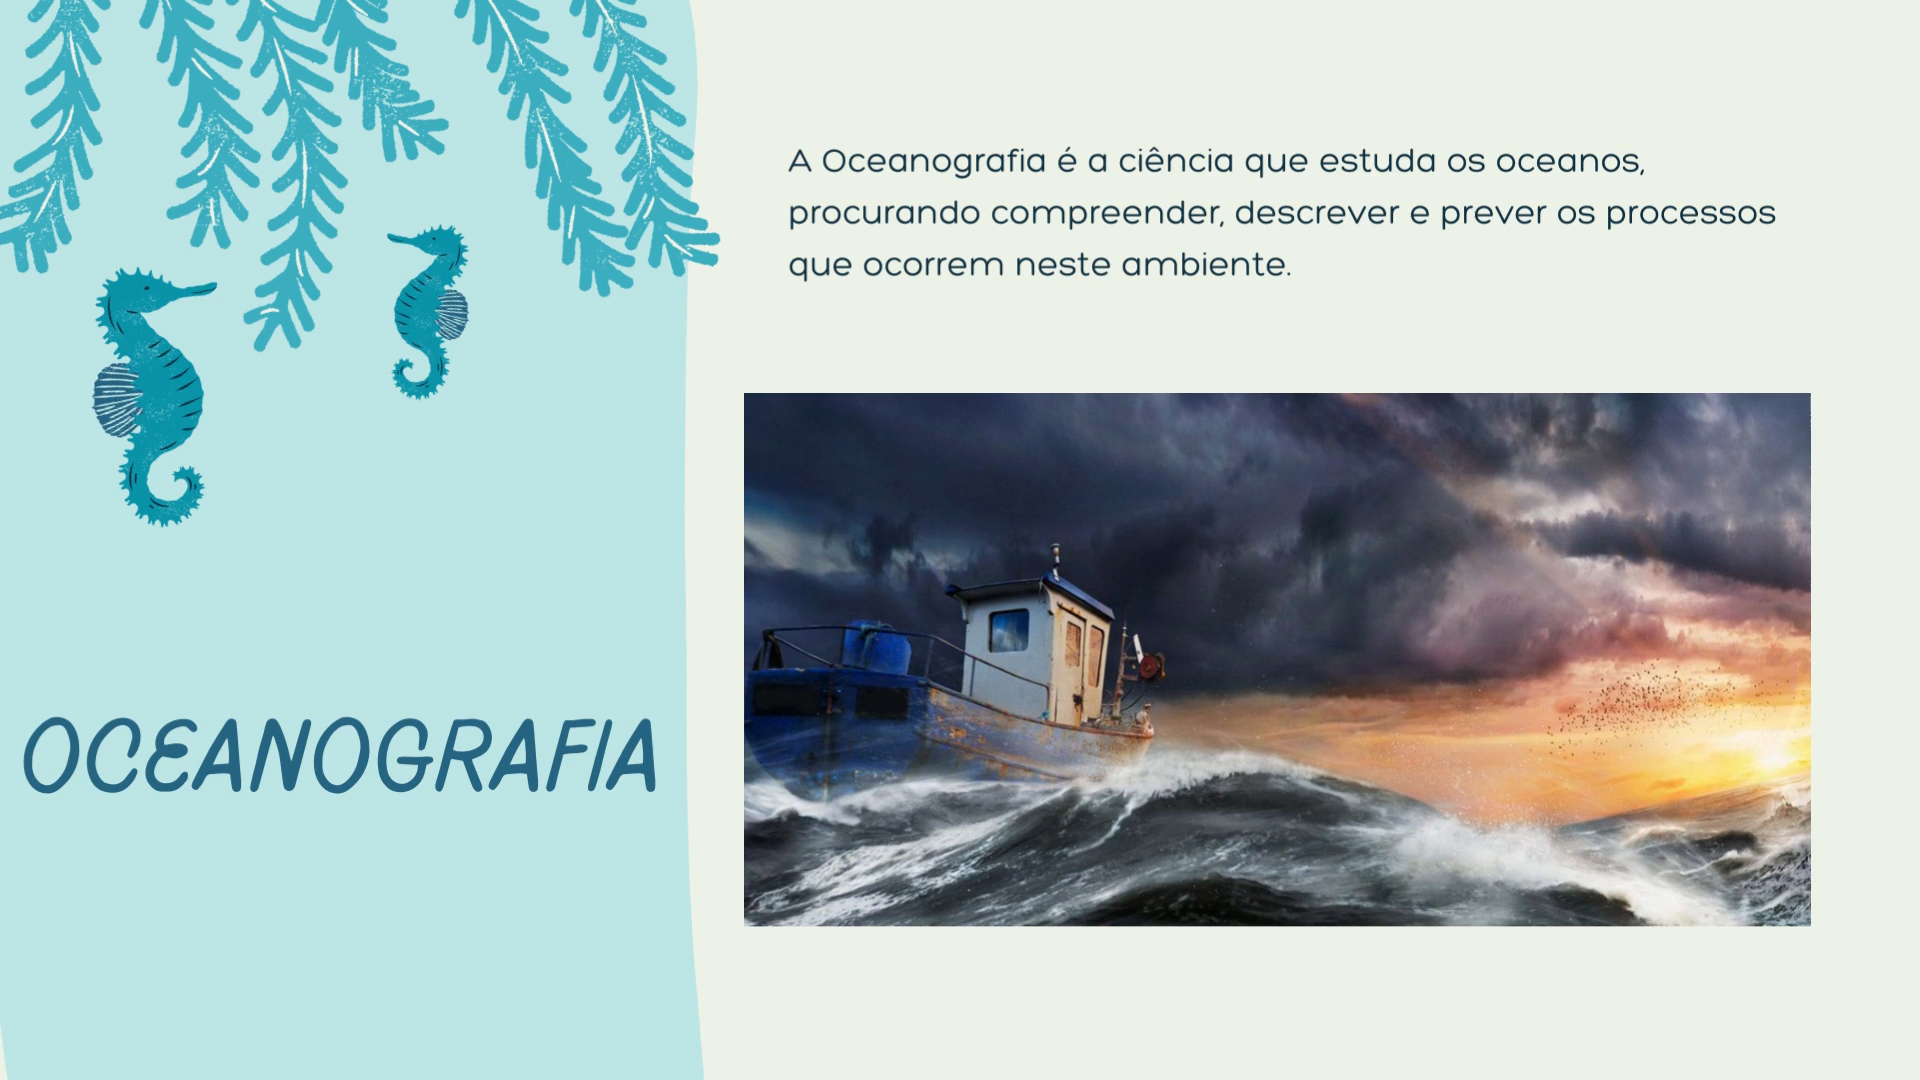 A Oceanografia é a ciência que estuda os oceanos,
procurando compreender, descrever e prever os processos
que ocorrem neste ambiente.
OCEANOGRAFIA